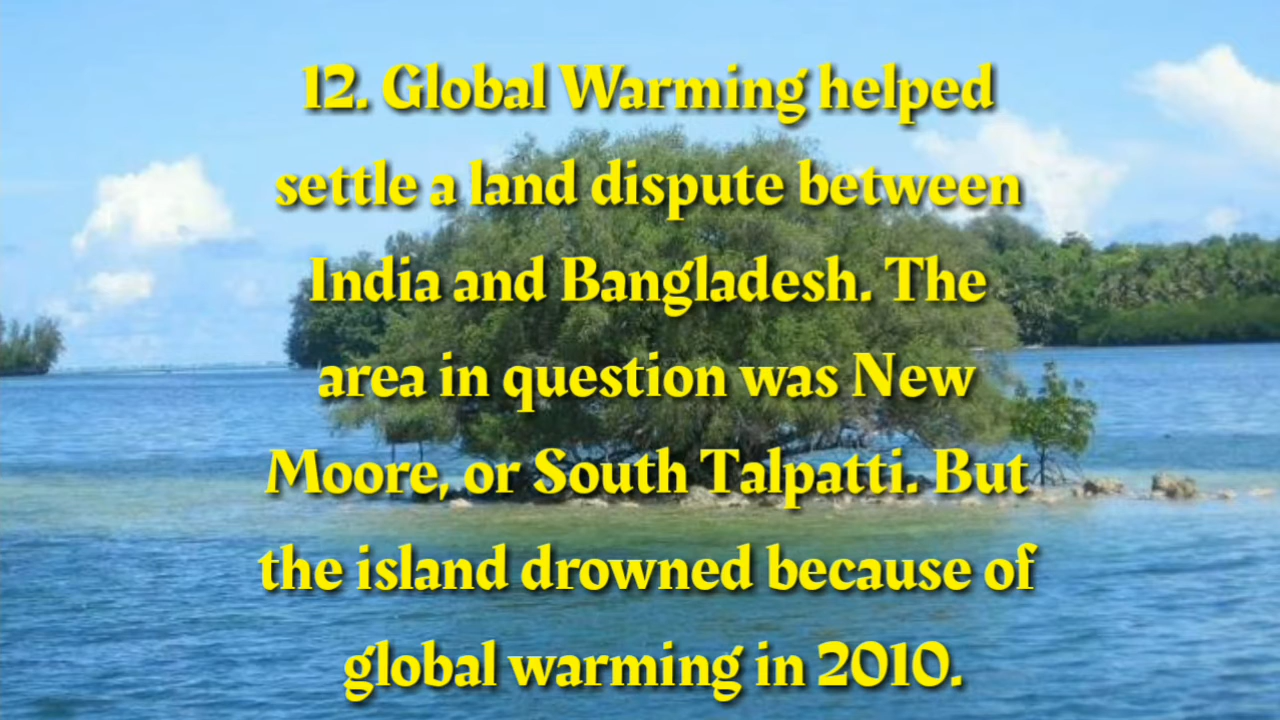 12. Global Warming helped
settle a land dispute between
India and Bangladesh. The
area in question was New
Moore, or South Talpatti. But
the island drowned because of
global warming in 2010.